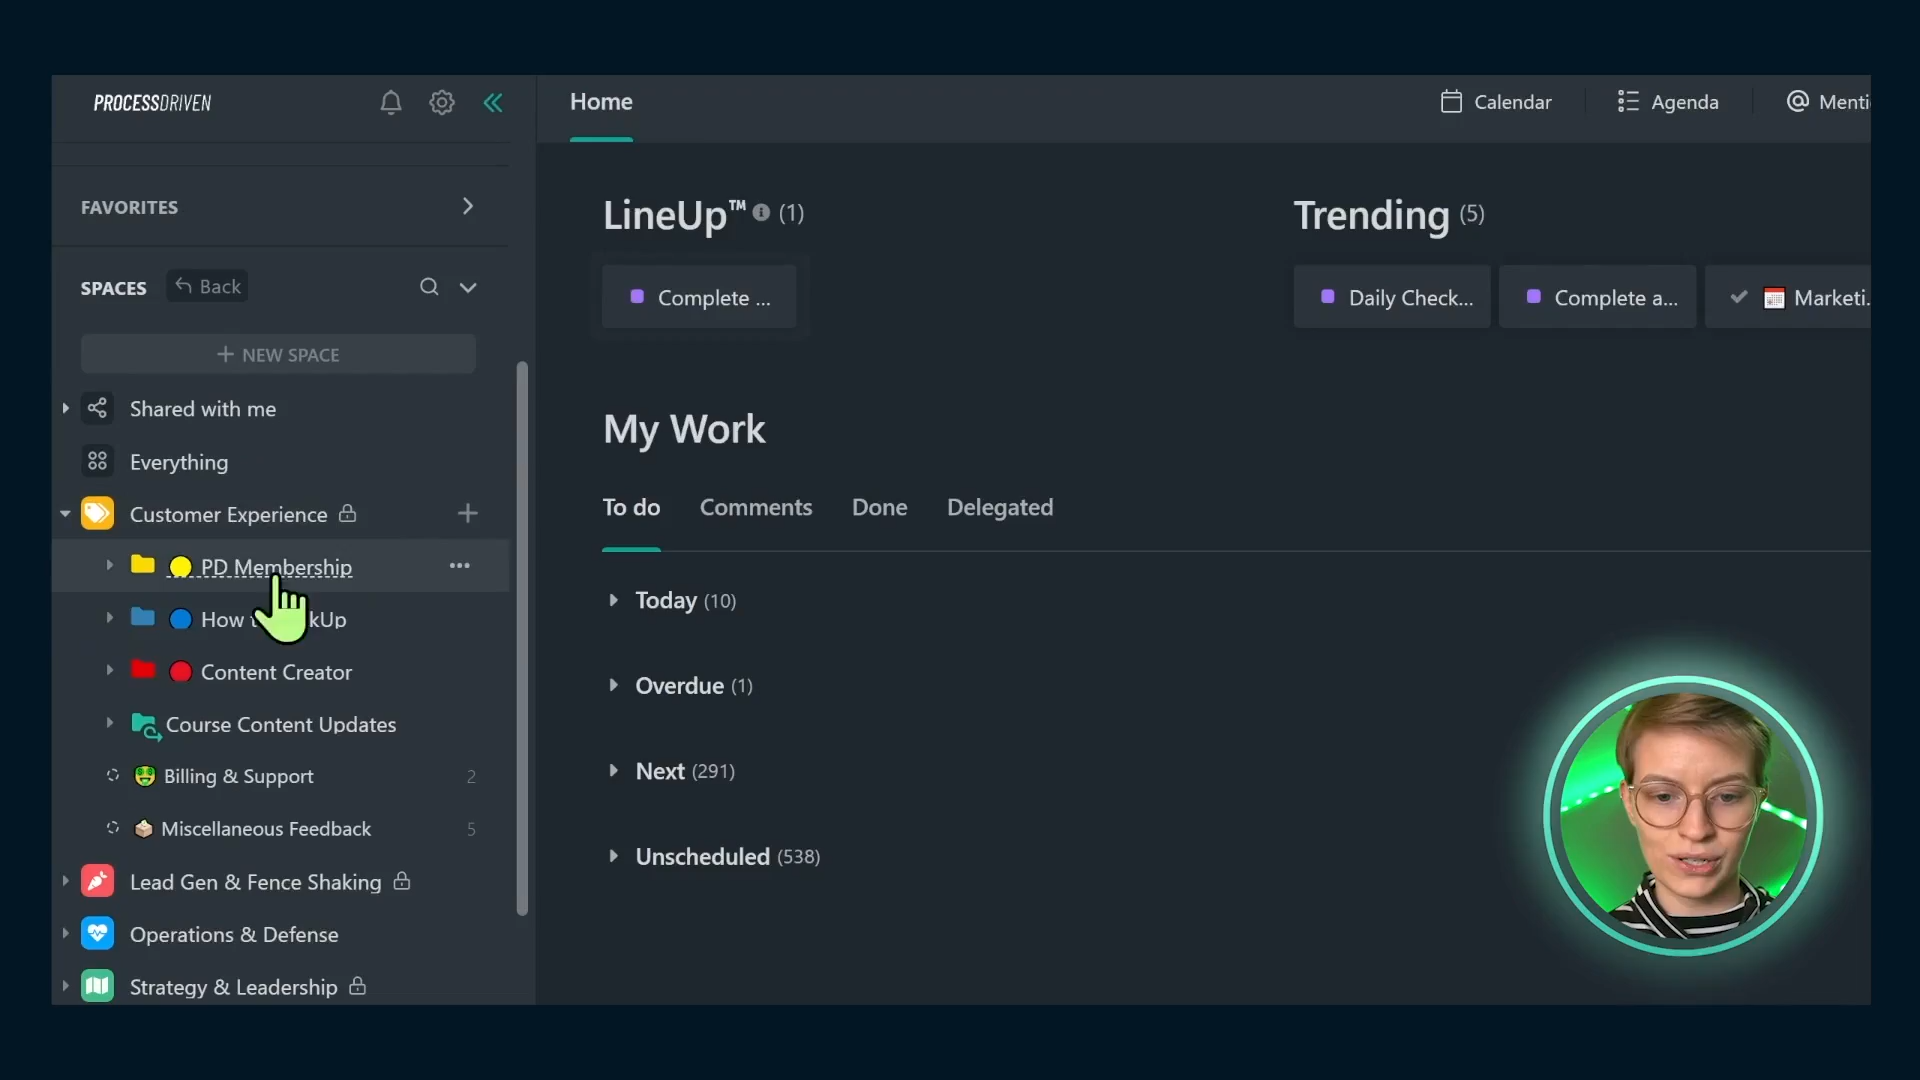 PROCESSDRIVEN
Home
Calendar
Agenda
Menti
FAVORITES
SPACES
Back
NEW SPACE
Shared with me
Everything
Customer Experience
PD Membership
How
kUp
Content Creator
Course Content Updates
Billing & Support 2
Miscellaneous Feedback 5
Lead Gen & Fence Shaking
Operations & Defense
Strategy & Leadership
LineUp™ (1)
Complete ...
Trending (5)
Daily Check...
Complete a...
Marketi.
My Work
To do
Comments
Done
Delegated
Today (10)
Overdue (1)
Next (291)
Unscheduled (538)